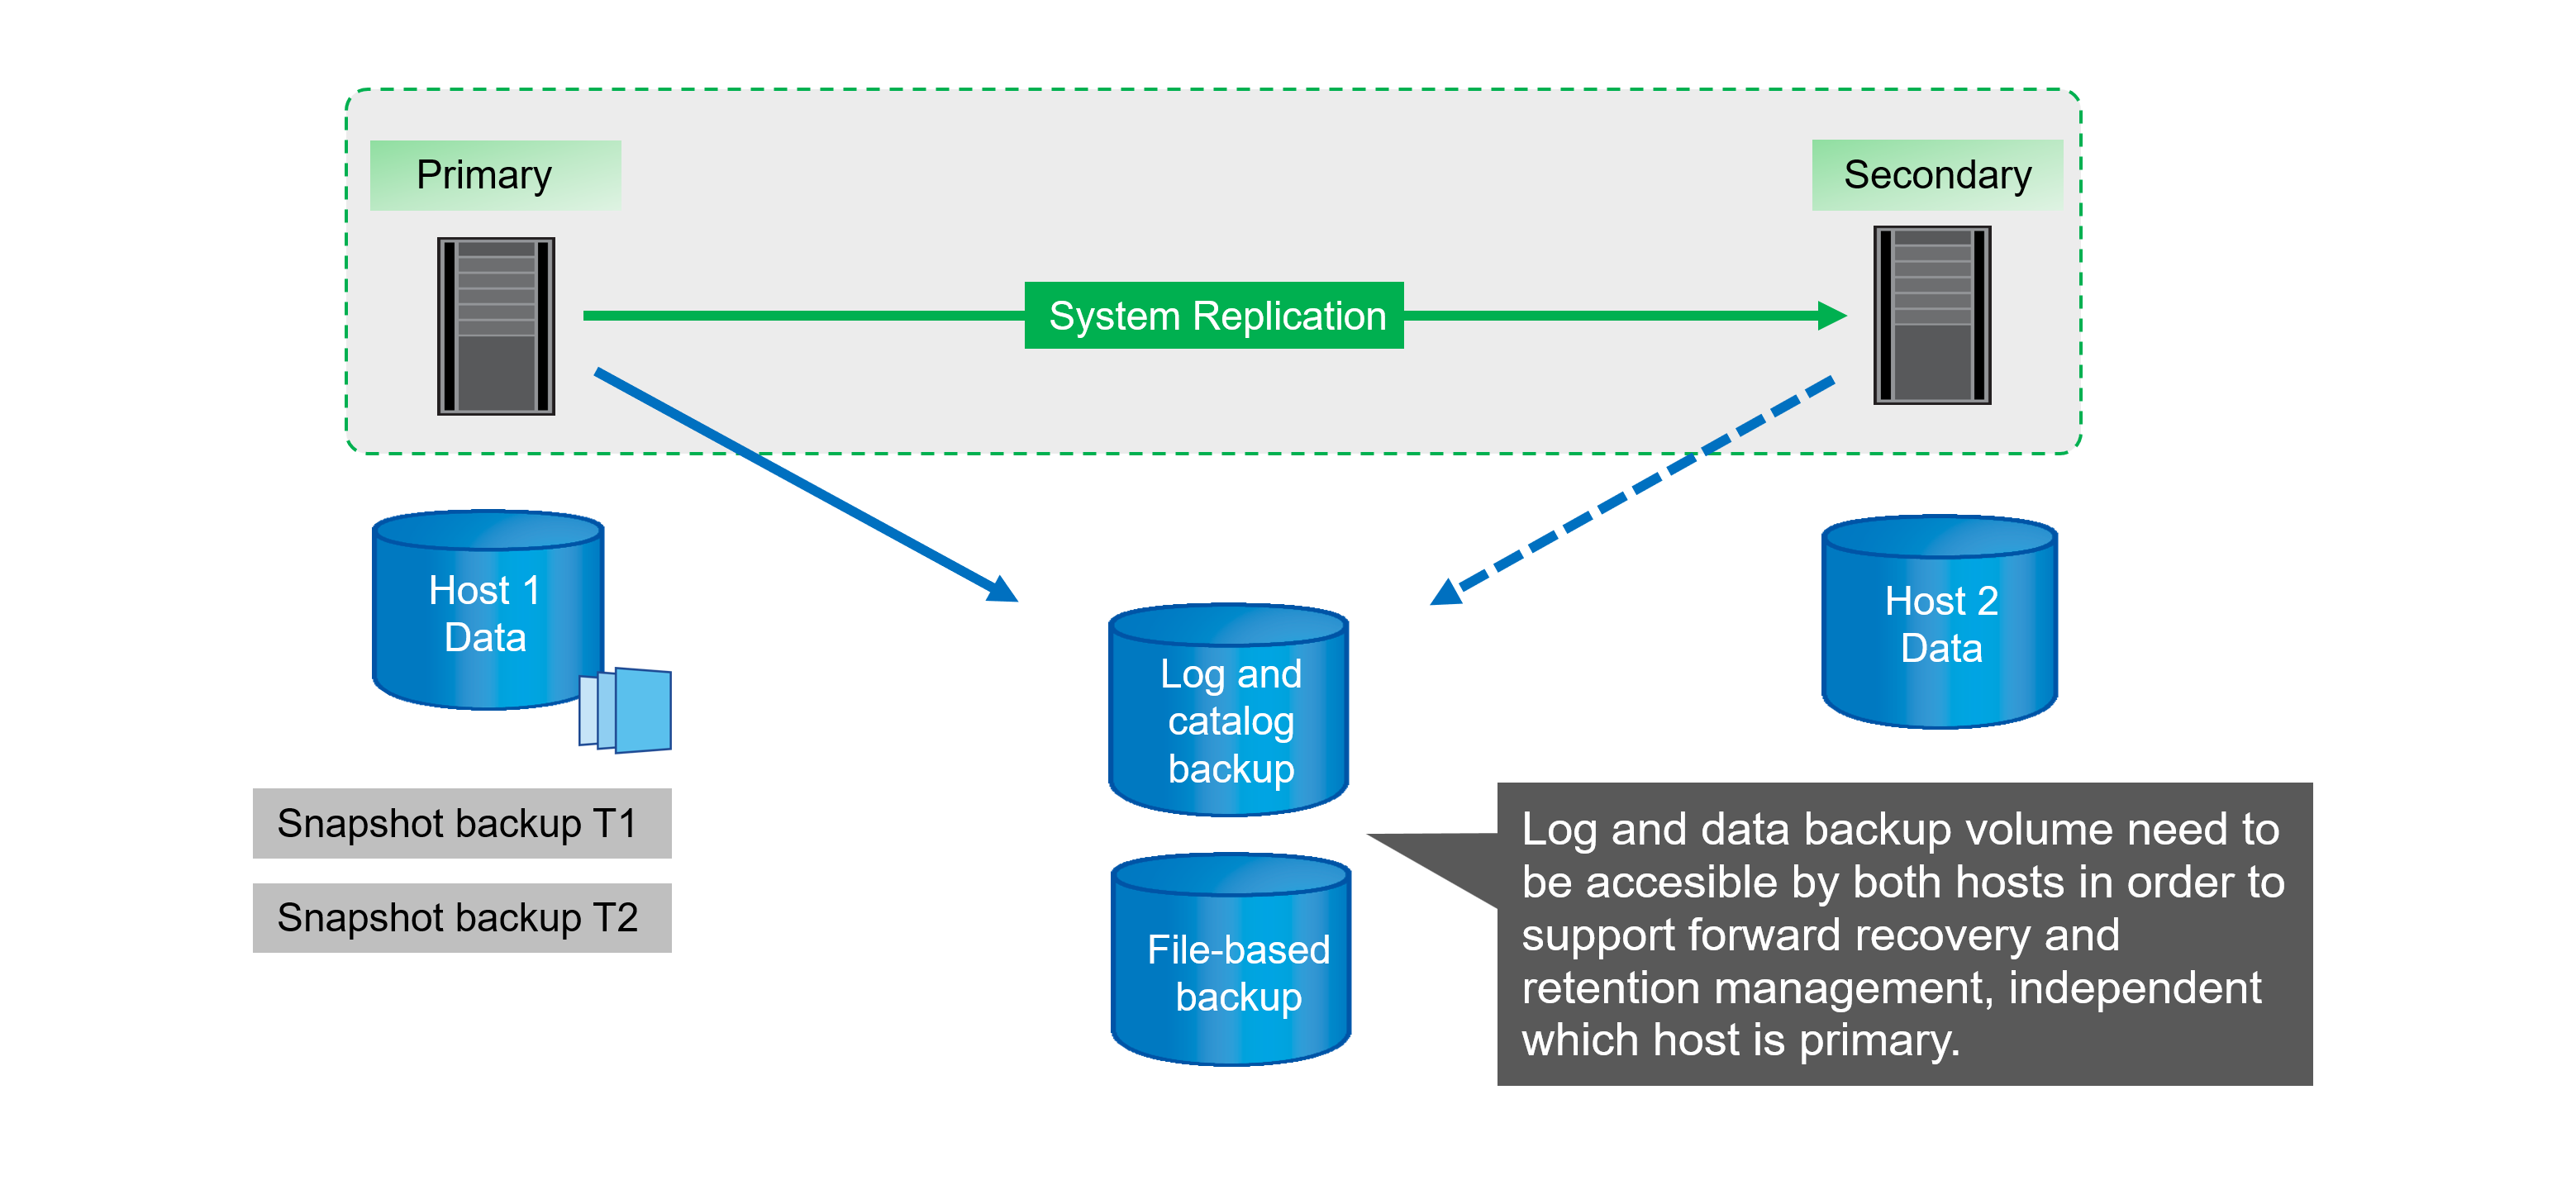 Primary
Secondary
System Replication
Host 1
Data
Host 2
Data
Log and
catalog
backup
Snapshot backup T1
Snapshot backup T2
File-based
backup
Log and data backup volume need to
be accesible by both hosts in order to
support forward recovery and
retention management, independent
which host is primary.